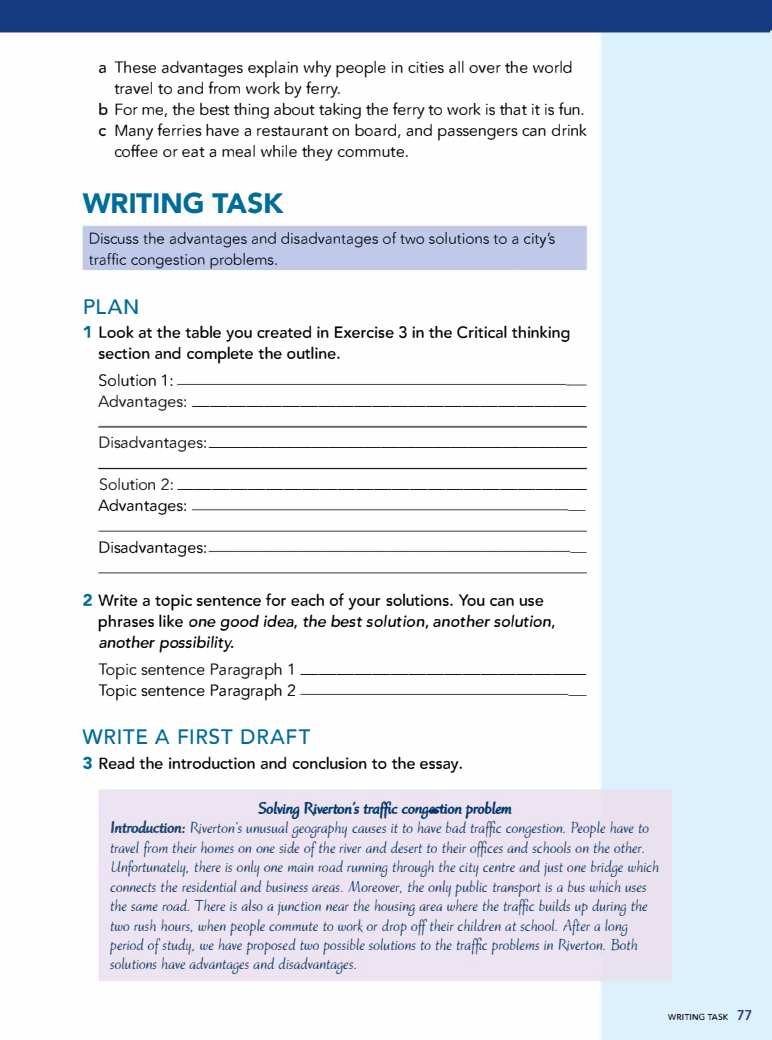 a These advantages explain why people in cities all over the world
travel to and from work by ferry.
b For me, the best thing about taking the ferry to work is that it is fun.
c Many ferries have a restaurant on board, and passengers can drink
coffee or eat a meal while they commute.
WRITING TASK
Discuss the advantages and disadvantages of two solutions to a city's
traffic congestion problems.
PLAN
1 Look at the table you created in Exercise 3 in the Critical thinking
section and complete the outline.
Solution 1:
Advantages:
Disadvantages:
Solution 2:
Advantages:
Disadvantages:
2 Write a topic sentence for each of your solutions. You can use
phrases like one good idea, the best solution, another solution,
another possibility.
Topic sentence Paragraph 1
Topic sentence Paragraph 2
WRITE A FIRST DRAFT
3 Read the introduction and conclusion to the essay.
Solving Riverton's traffic congestion problem
Introduction: Riverton's unusual geography causes it to have bad traffic congestion. People have to
travel from their homes on one side of the river and desert to their offices and schools on the other.
Unfortunately, there is only one main road running through the city centre and just one bridge which
connects the residential and business areas. Moreover, the only public transport is a bus which uses
the same road. There is also a junction near the housing area where the traffic builds up during the
two rush hours, when people commute to work or drop off their children at school. After a long
period of study, we have proposed two possible solutions to the traffic problems in Riverton. Both
solutions have advantages and disadvantages.
WRITING TASK 77